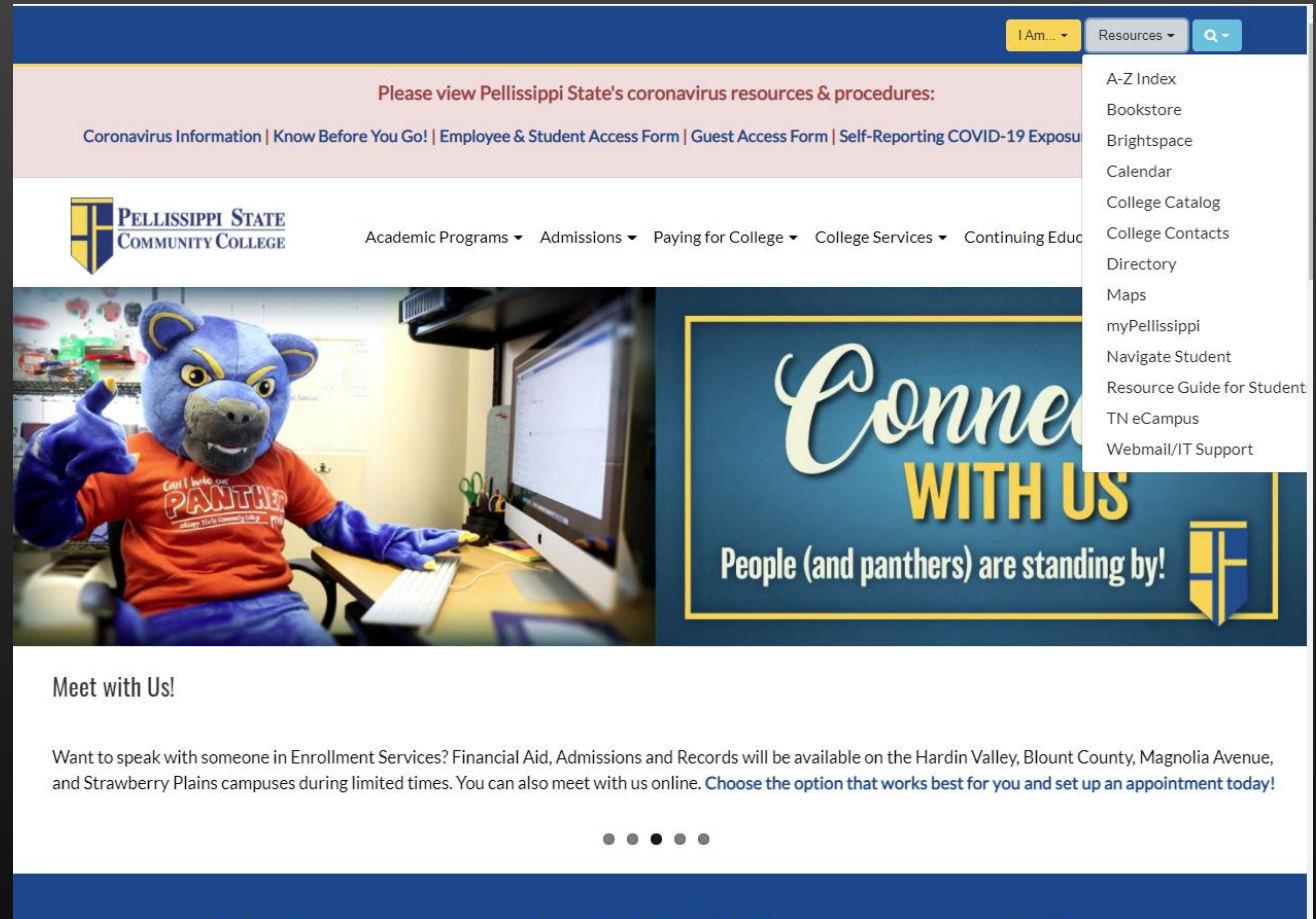 I Am...
Resources
A-Z Index
Bookstore
Brightspace
Calendar
College Catalog
College Contacts
Directory
Maps
myPellissippi
Navigate Student
Resource Guide for Students
TN eCampus
Webmail/IT Support
Please view Pellissippi State's coronavirus resources & procedures:
Coronavirus Information | Know Before You Go! | Employee & Student Access Form | Guest Access Form | Self-Reporting COVID-19 Exposu
PELLISSIPPI STATE
COMMUNITY COLLEGE
Academic Programs Admissions Paying for College College Services Continuing Educ
Can't hide our
PANTHER
Conne
WITH US
People (and panthers) are standing by!
Meet with Us!
Want to speak with someone in Enrollment Services? Financial Aid, Admissions and Records will be available on the Hardin Valley, Blount County, Magnolia Avenue,
and Strawberry Plains campuses during limited times. You can also meet with us online. Choose the option that works best for you and set up an appointment today!